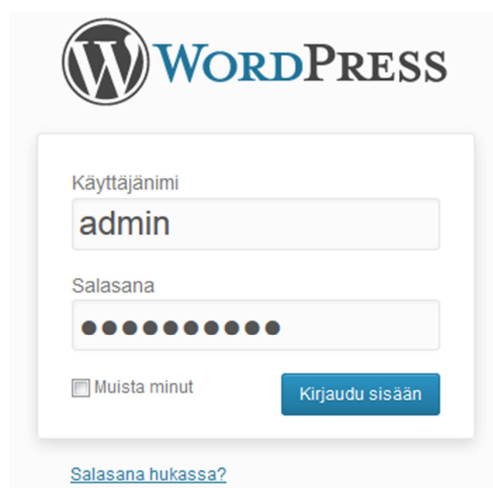 WORDPRESS
Käyttäjänimi
admin
Salasana
●●●●●●●●●●
Muista minut
Kirjaudu sisään
Salasana hukassa?